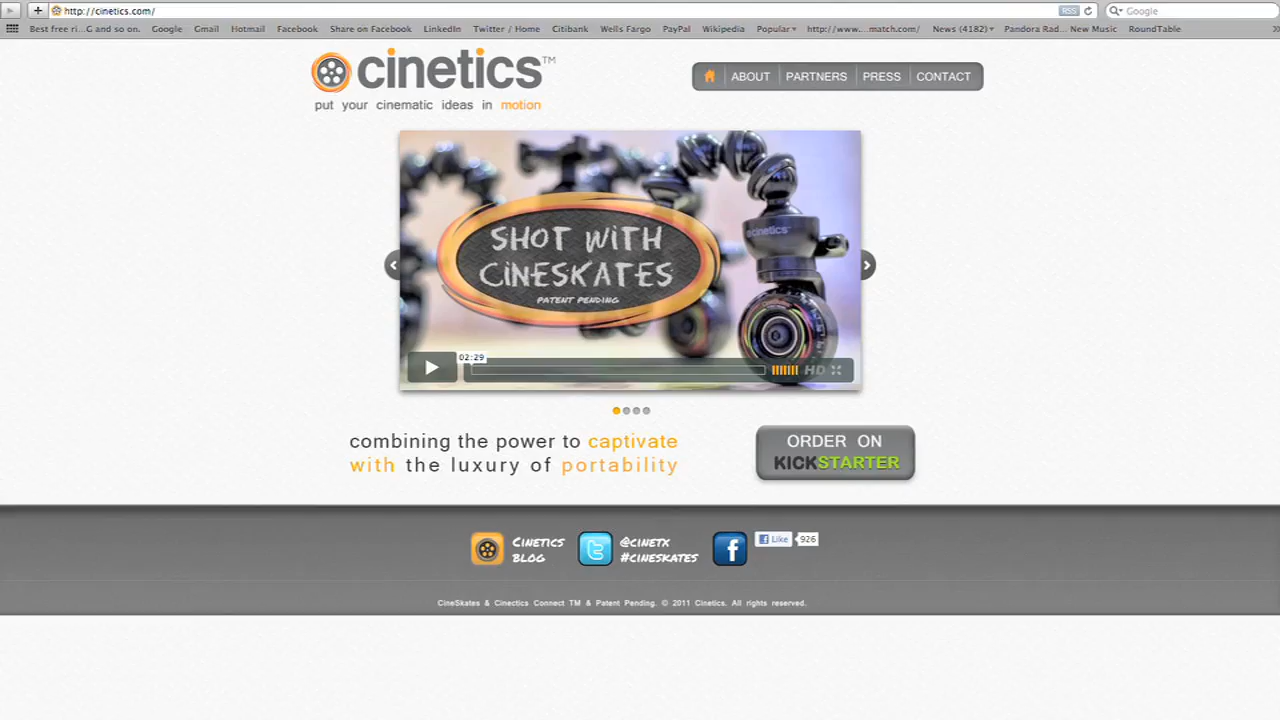 http://cinetics.com/
RSS
Google
Best free ri...G and so on. Google Gmail Hotmail Facebook Share on Facebook LinkedIn Twitter / Home Citibank Wells Fargo PayPal Wikipedia Popular http://www....match.com/ News (4182) Pandora Rad... New Music RoundTable
cinetics™
put your cinematic ideas in motion
ABOUT PARTNERS PRESS CONTACT
cinetics
SHOT WITH
CINESKATES
PATENT PENDING
02:29
HD
combining the power to captivate
with the luxury of portability
ORDER ON
KICKSTARTER
CINETICS
BLOG
@CINETX
#CINESKATES
Like 926
CineSkates & Cinectics Connect TM & Patent Pending. © 2011 Cinetics. All rights reserved.